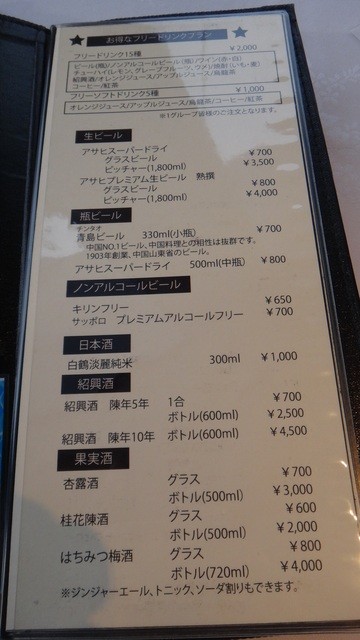 お得なフリードリンクプラン
フリードリンク15種 ￥2,000
ビール(瓶)/ノンアルコールビール(瓶)/ワイン(赤・白)
チューハイ(レモン、グレープフルーツ、ウメ)/焼酎(いも・麦)
紹興酒/オレンジジュース/アップルジュース/烏龍茶
コーヒー/紅茶
フリーソフトドリンク5種 ￥1,000
オレンジジュース/アップルジュース/烏龍茶/コーヒー/紅茶
※1グループ皆様のご注文となります。
生ビール
アサヒスーパードライ
グラスビール ￥700
ピッチャー(1,800ml) ￥3,500
アサヒプレミアム生ビール 熟撰
グラスビール ￥800
ピッチャー(1,800ml) ￥4,000
瓶ビール
チンタオ
青島ビール 330ml(小瓶) ￥700
中国NO.1ビール、中国料理との相性は抜群です。
1903年創業、中国山東省のビール。
アサヒスーパードライ 500ml(中瓶) ￥800
ノンアルコールビール
キリンフリー ￥650
サッポロ プレミアムアルコールフリー ￥700
日本酒
白鶴淡麗純米 300ml ￥1,000
紹興酒
紹興酒 陳年5年 1合 ￥700
ボトル(600ml) ￥2,500
紹興酒 陳年10年 ボトル(600ml) ￥4,500
果実酒
杏露酒 グラス ￥700
ボトル(500ml) ￥3,000
桂花陳酒 グラス ￥600
ボトル(500ml) ￥2,000
はちみつ梅酒 グラス ￥800
ボトル(720ml) ￥4,000
※ジンジャーエール、トニック、ソーダ割りもできます。